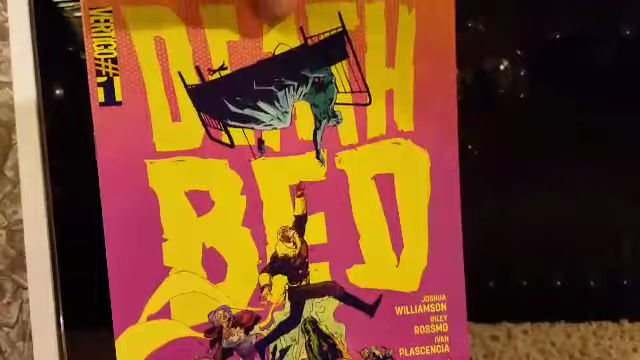 VERTIGO #1
DEATH
BED
JOSHUA
WILLIAMSON
RILEY
ROSSMO
IVAN
PLASCENCIA